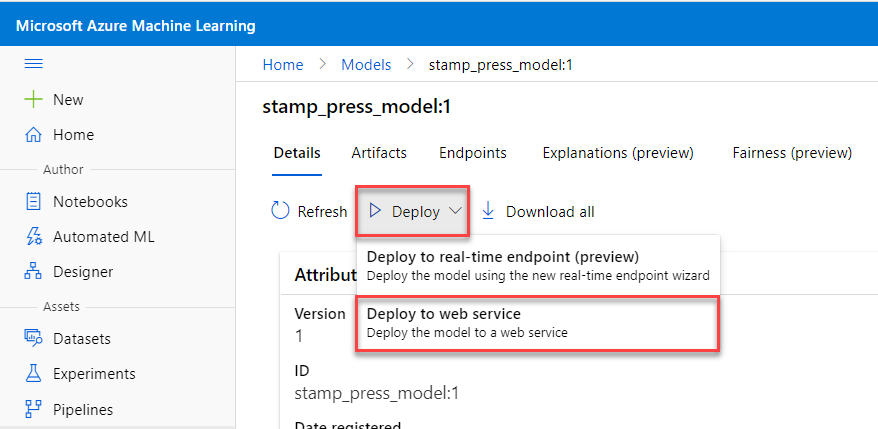 Microsoft Azure Machine Learning
New
Home
Author
Notebooks
Automated ML
Designer
Assets
Datasets
Experiments
Pipelines
Home > Models > stamp_press_model:1
stamp_press_model:1
Details Artifacts Endpoints Explanations (preview) Fairness (preview)
Refresh Deploy Download all
Deploy to real-time endpoint (preview)
Deploy the model using the new real-time endpoint wizard
Deploy to web service
Deploy the model to a web service
Attribut
Version
1
ID
stamp_press_model:1
Date registered